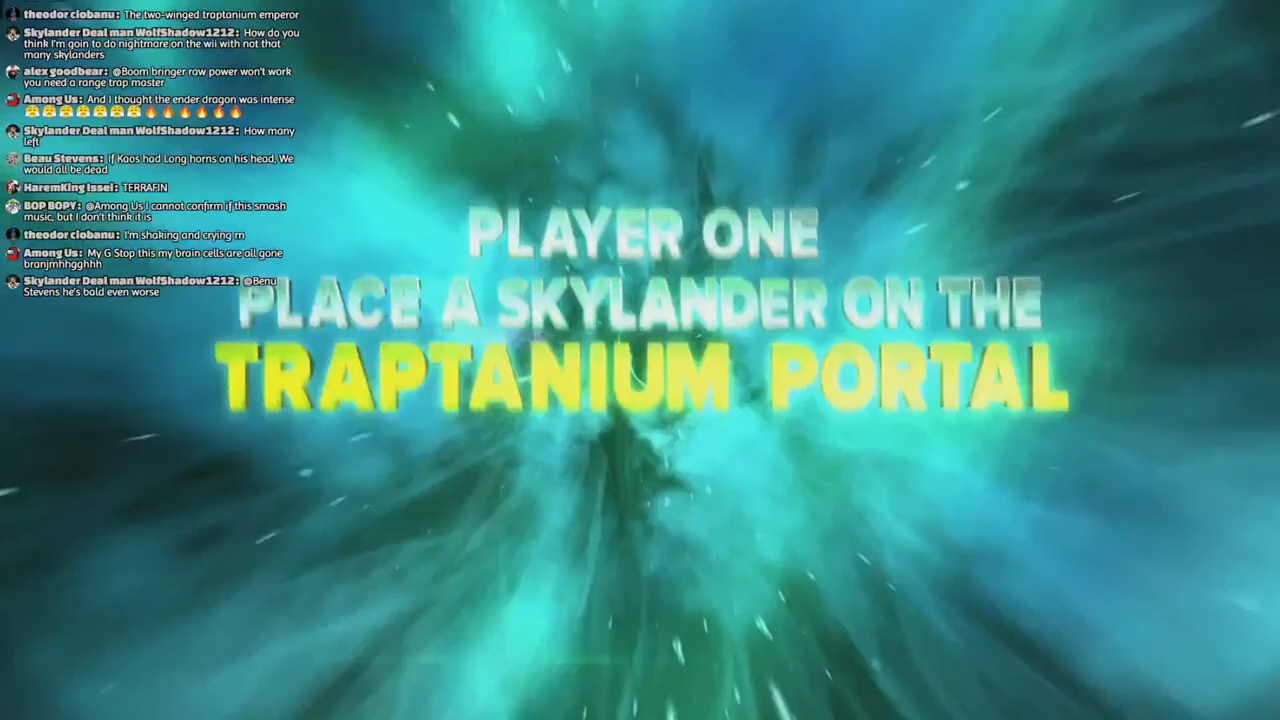 theodor ciobanu: The two-winged traptanium emperor
Skylander Deal man WolfShadow1212: How do you
think I'm goin to do nightmare on the wii with not that
many skylanders
alex goodbear: @Boom bringer raw power won't work
you need a range trap master
Among Us: And I thought the ender dragon was intense
😤😤😤😤😤😤😤🔥🔥🔥🔥🔥🔥
Skylander Deal man WolfShadow1212: How many
left
Beau Stevens: If Kaos had Long horns on his head, We
would all be dead
HaremKing Issei: TERRAFIN
BOP BOPY: @Among Us I cannot confirm if this smash
music, but I don't think it is
theodor ciobanu: I'm shaking and crying rn
Among Us: My G Stop this my brain cells are all gone
branjmhhgghhh
Skylander Deal man WolfShadow1212: @Benu
Stevens he's bald even worse
PLAYER ONE
PLACE A SKYLANDER ON THE
TRAPTANIUM PORTAL